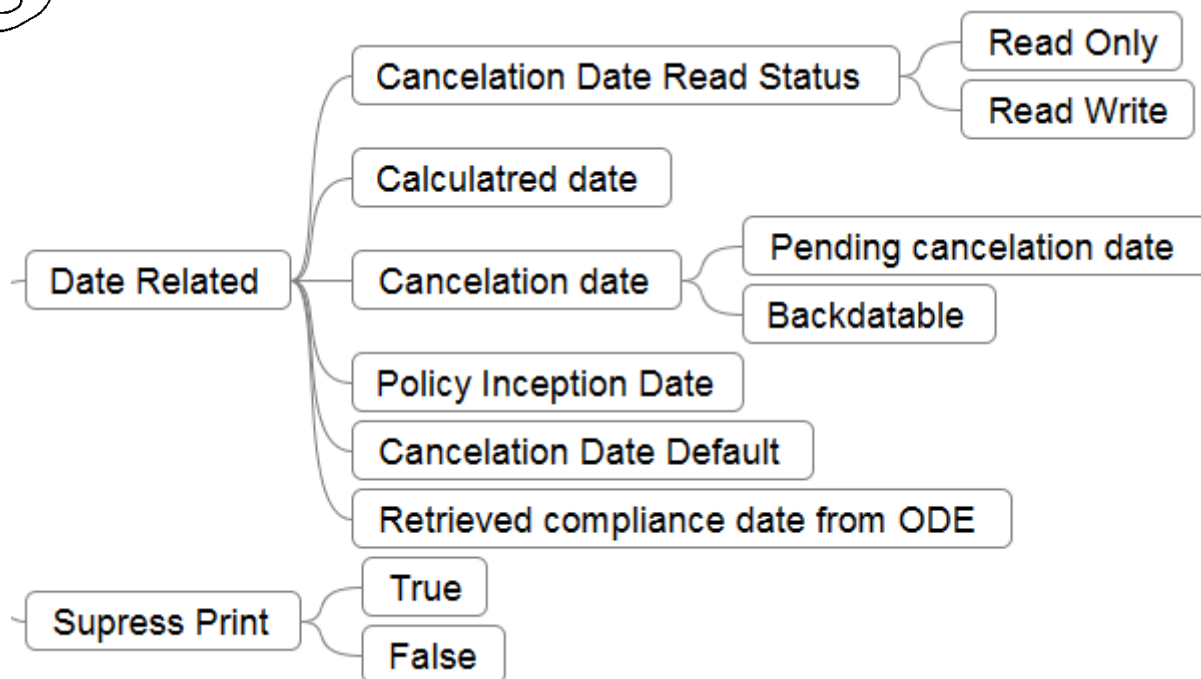 Read Only
Cancelation Date Read Status
Read Write
Calculatred date
Pending cancelation date
Date Related
Cancelation date
Backdatable
Policy Inception Date
Cancelation Date Default
Retrieved compliance date from ODE
True
Supress Print
False